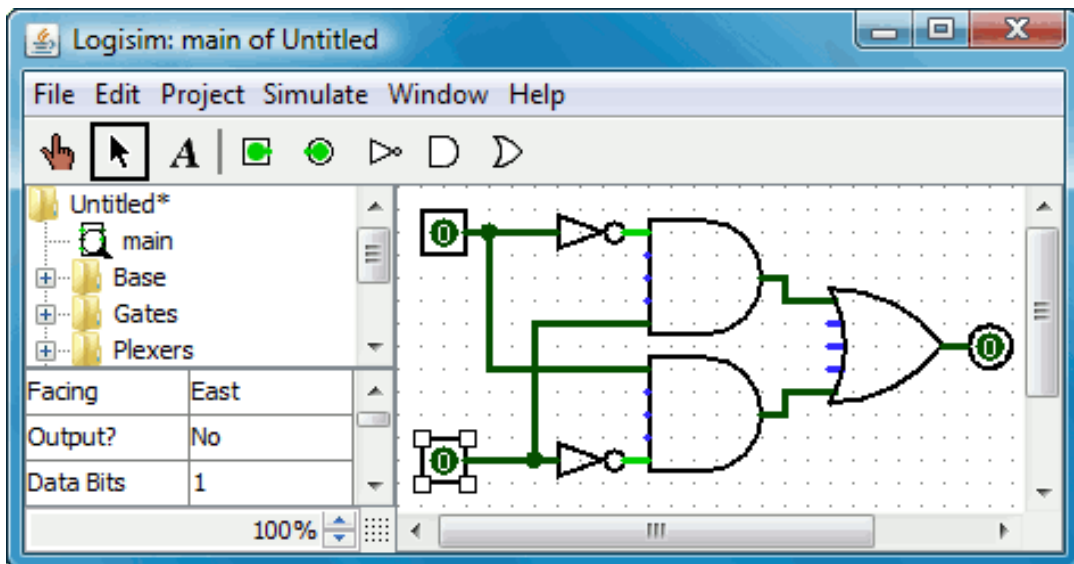 Logisim: main of Untitled
File Edit Project Simulate Window Help
A
Untitled*
main
Base
Gates
Plexers
Facing East
Output? No
Data Bits 1
100%
0
0
0